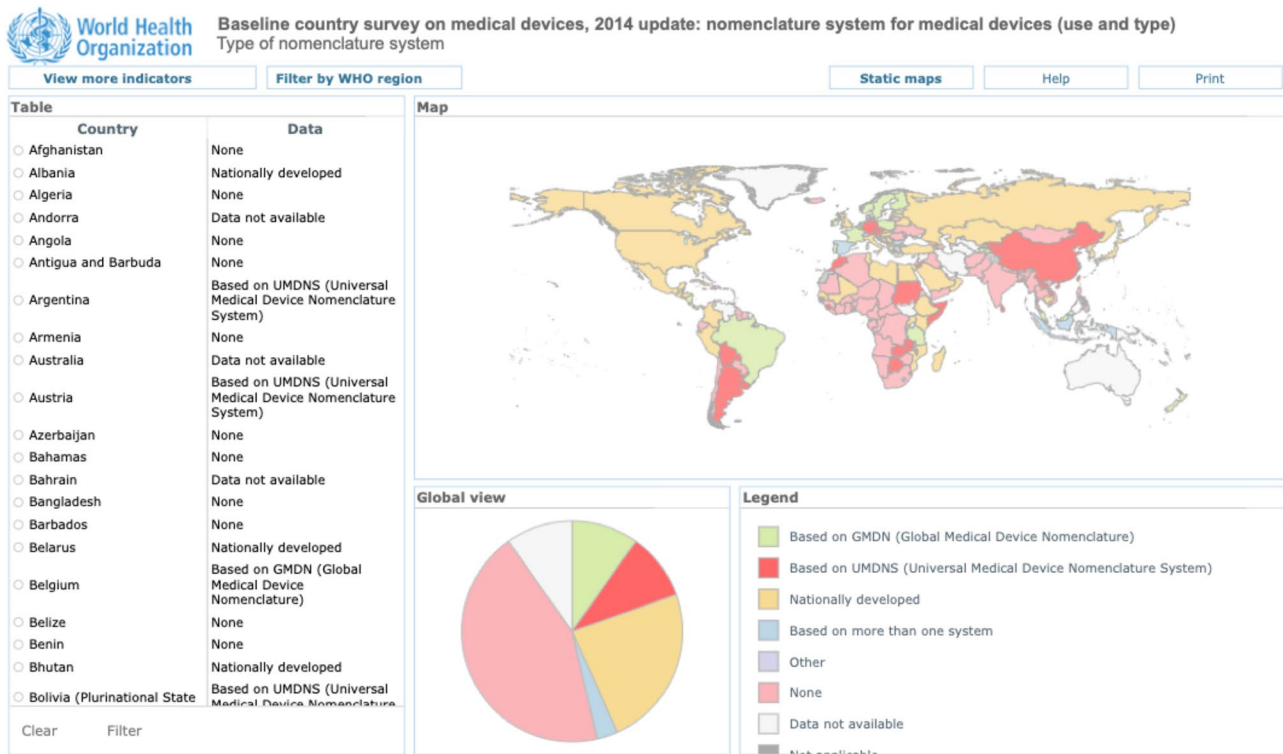 World Health
Organization
Baseline country survey on medical devices, 2014 update: nomenclature system for medical devices (use and type)
Type of nomenclature system
View more indicators
Filter by WHO region
Static maps
Help
Print
Table
Country Data
Afghanistan None
Albania Nationally developed
Algeria None
Andorra Data not available
Angola None
Antigua and Barbuda None
Argentina Based on UMDNS (Universal
Medical Device Nomenclature
System)
Armenia None
Australia Data not available
Austria Based on UMDNS (Universal
Medical Device Nomenclature
System)
Azerbaijan None
Bahamas None
Bahrain Data not available
Bangladesh None
Barbados None
Belarus Nationally developed
Belgium Based on GMDN (Global
Medical Device
Nomenclature)
Belize None
Benin None
Bhutan Nationally developed
Bolivia (Plurinational State Based on UMDNS (Universal
Medical Device Nomenclature
Clear Filter
Map
Global view
Legend
Based on GMDN (Global Medical Device Nomenclature)
Based on UMDNS (Universal Medical Device Nomenclature System)
Nationally developed
Based on more than one system
Other
None
Data not available
Not applicable